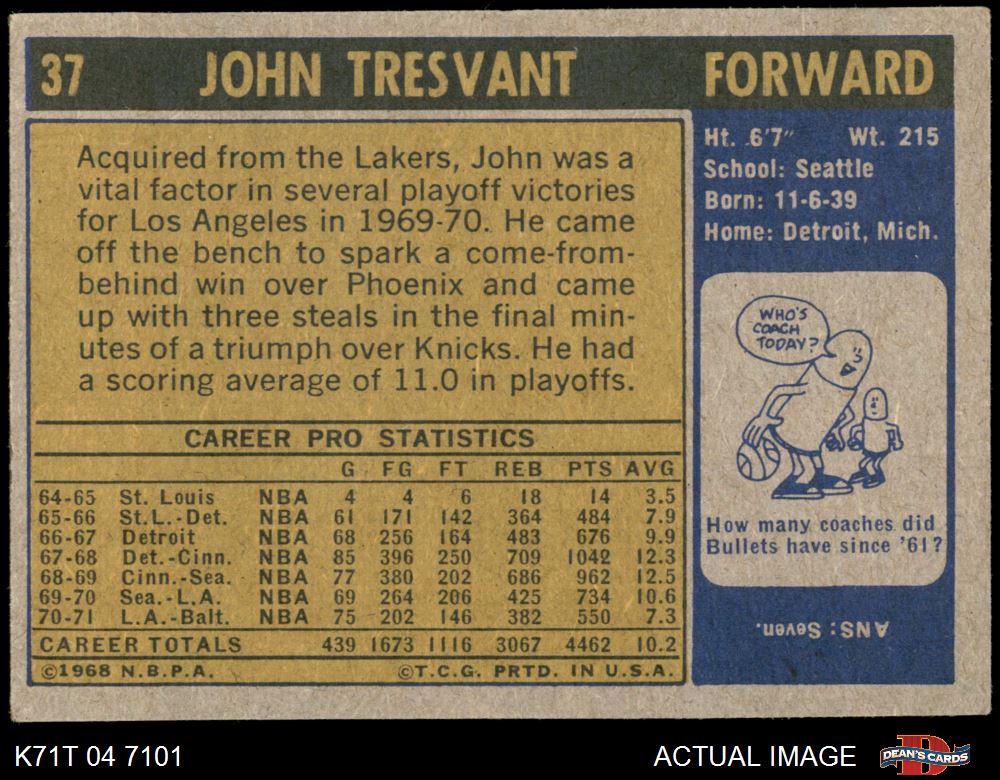 37 JOHN TRESVANT FORWARD
Acquired from the Lakers, John was a
vital factor in several playoff victories
for Los Angeles in 1969-70. He came
off the bench to spark a come-from-
behind win over Phoenix and came
up with three steals in the final min-
utes of a triumph over Knicks. He had
a scoring average of 11.0 in playoffs.
CAREER PRO STATISTICS
G FG FT REB PTS AVG
64-65 St. Louis NBA 4 4 6 18 14 3.5
65-66 St.L.-Det. NBA 61 171 142 364 484 7.9
66-67 Detroit NBA 68 256 164 483 676 9.9
67-68 Det.-Cinn. NBA 85 396 250 709 1042 12.3
68-69 Cinn.-Sea. NBA 77 380 202 686 962 12.5
69-70 Sea.-L.A. NBA 69 264 206 425 734 10.6
70-71 L.A.-Balt. NBA 75 202 146 382 550 7.3
CAREER TOTALS 439 1673 1116 3067 4462 10.2
©1968 N.B.P.A. ©T.C.G. PRTD. IN U.S.A.
Ht. 6'7" Wt. 215
School: Seattle
Born: 11-6-39
Home: Detroit, Mich.
WHO'S
COACH
TODAY?
How many coaches did
Bullets have since '61?
ANS: Seven.
K71T 04 7101 ACTUAL IMAGE DEAN'S CARDS